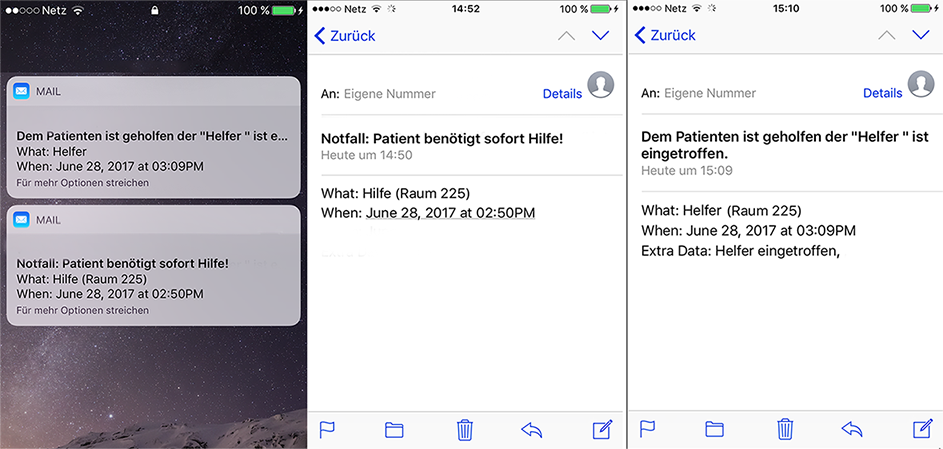 Netz 100 %
MAIL
Dem Patienten ist geholfen der "Helfer " ist e...
What: Helfer
When: June 28, 2017 at 03:09PM
Für mehr Optionen streichen
MAIL
Notfall: Patient benötigt sofort Hilfe!
What: Hilfe (Raum 225)
When: June 28, 2017 at 02:50PM
Für mehr Optionen streichen
Netz 14:52 100 %
Zurück
An: Eigene Nummer Details
Notfall: Patient benötigt sofort Hilfe!
Heute um 14:50
What: Hilfe (Raum 225)
When: June 28, 2017 at 02:50PM
Netz 15:10 100 %
Zurück
An: Eigene Nummer Details
Dem Patienten ist geholfen der "Helfer " ist
eingetroffen.
Heute um 15:09
What: Helfer (Raum 225)
When: June 28, 2017 at 03:09PM
Extra Data: Helfer eingetroffen,